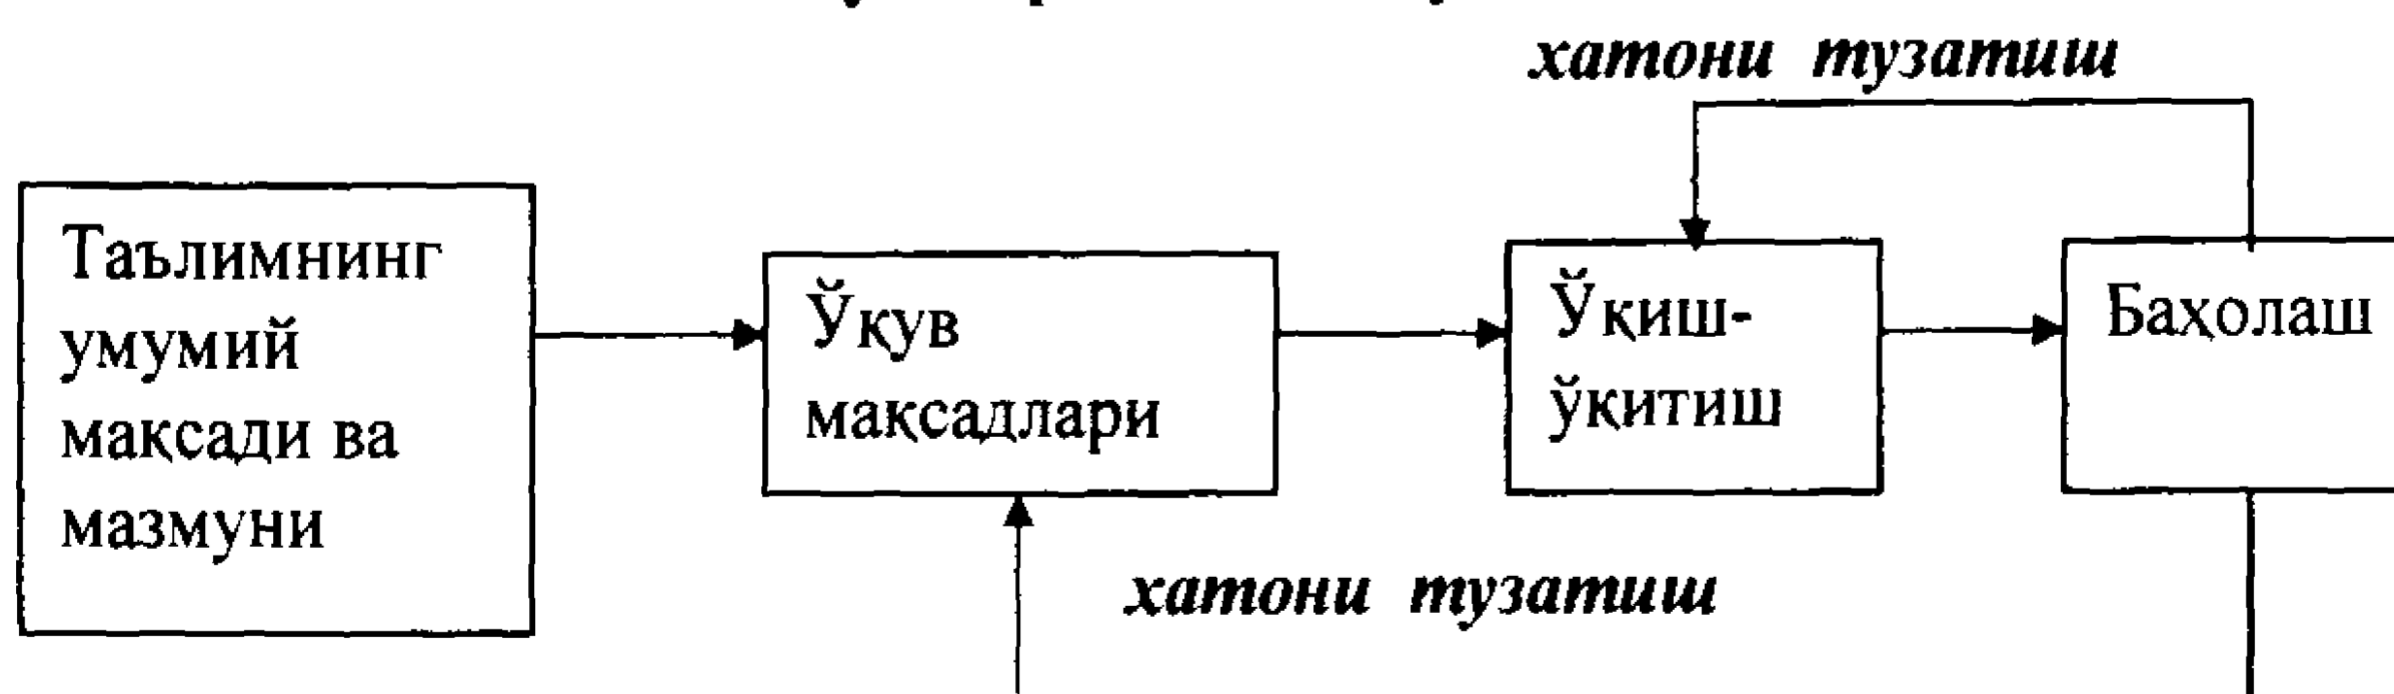 хатони тузатиш
Таълимнинг
умумий
мақсади ва
мазмуни
Ўқув
мақсадлари
Ўқиш-
ўқитиш
Баҳолаш
хатони тузатиш